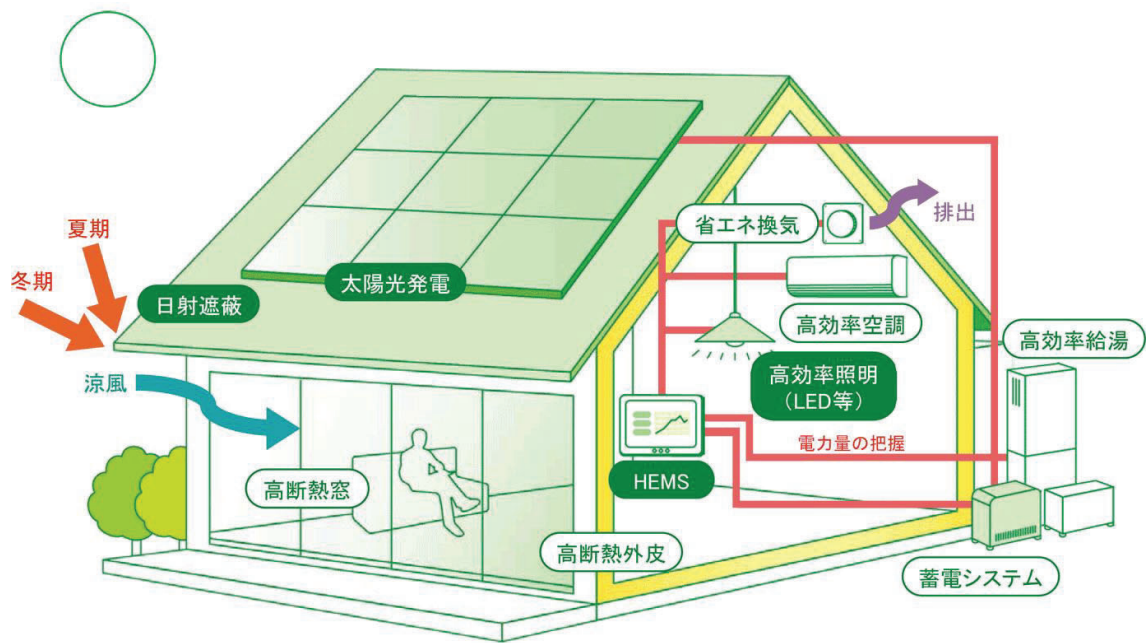 夏期
冬期
日射遮蔽
涼風
太陽光発電
省エネ換気
排出
高効率空調
高効率照明
（LED等）
高効率給湯
電力量の把握
HEMS
高断熱窓
高断熱外皮
蓄電システム